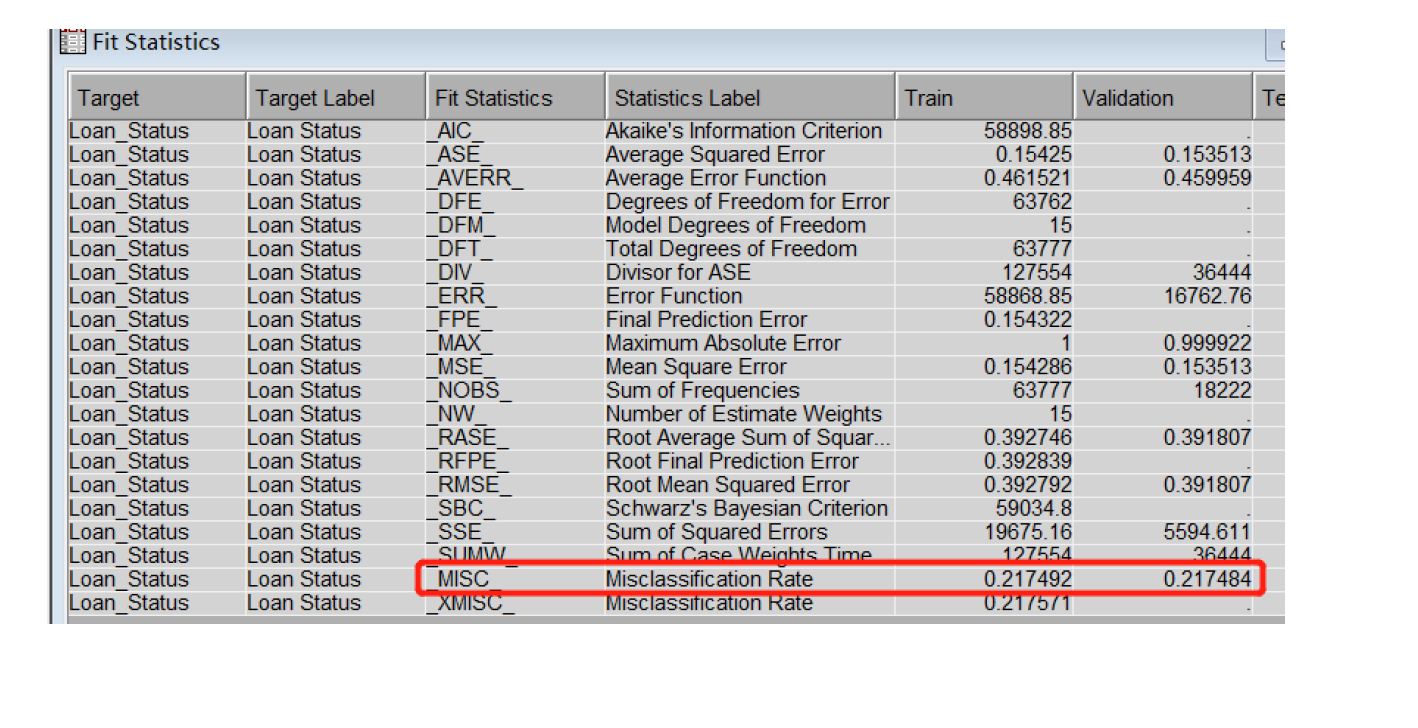 Fit Statistics
Target Target Label Fit Statistics Statistics Label Train Validation Te
Loan_Status Loan Status _AIC_ Akaike's Information Criterion 58898.85 .
Loan_Status Loan Status _ASE_ Average Squared Error 0.15425 0.153513
Loan_Status Loan Status _AVERR_ Average Error Function 0.461521 0.459959
Loan_Status Loan Status _DFE_ Degrees of Freedom for Error 63762 .
Loan_Status Loan Status _DFM_ Model Degrees of Freedom 15 .
Loan_Status Loan Status _DFT_ Total Degrees of Freedom 63777 .
Loan_Status Loan Status _DIV_ Divisor for ASE 127554 36444
Loan_Status Loan Status _ERR_ Error Function 58868.85 16762.76
Loan_Status Loan Status _FPE_ Final Prediction Error 0.154322 .
Loan_Status Loan Status _MAX_ Maximum Absolute Error 1 0.999922
Loan_Status Loan Status _MSE_ Mean Square Error 0.154286 0.153513
Loan_Status Loan Status _NOBS_ Sum of Frequencies 63777 18222
Loan_Status Loan Status _NW_ Number of Estimate Weights 15 .
Loan_Status Loan Status _RASE_ Root Average Sum of Squar... 0.392746 0.391807
Loan_Status Loan Status _RFPE_ Root Final Prediction Error 0.392839 .
Loan_Status Loan Status _RMSE_ Root Mean Squared Error 0.392792 0.391807
Loan_Status Loan Status _SBC_ Schwarz's Bayesian Criterion 59034.8 .
Loan_Status Loan Status _SSE_ Sum of Squared Errors 19675.16 5594.611
Loan_Status Loan Status _SUMW_ Sum of Case Weights Time 127554 36444
Loan_Status Loan Status _MISC_ Misclassification Rate 0.217492 0.217484
Loan_Status Loan Status _XMISC_ Misclassification Rate 0.217571 .